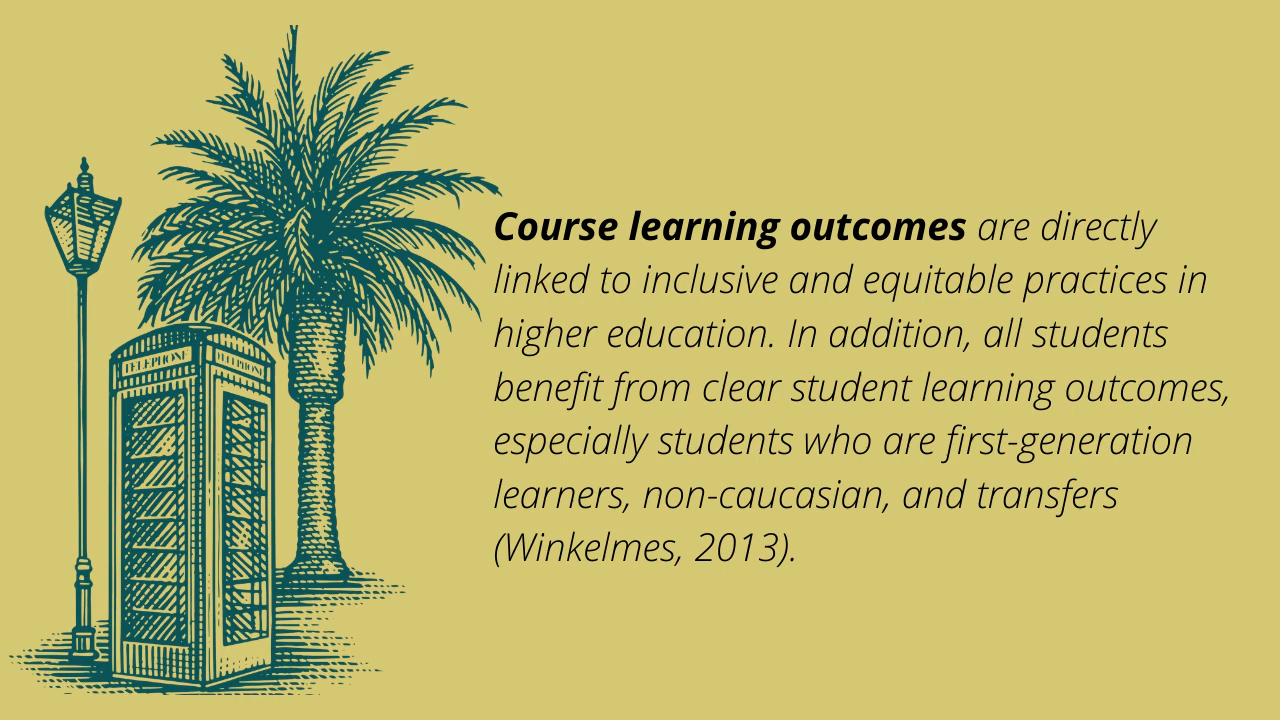 TELEPHONE TELEPHONE
Course learning outcomes are directly
linked to inclusive and equitable practices in
higher education. In addition, all students
benefit from clear student learning outcomes,
especially students who are first-generation
learners, non-caucasian, and transfers
(Winkelmes, 2013).